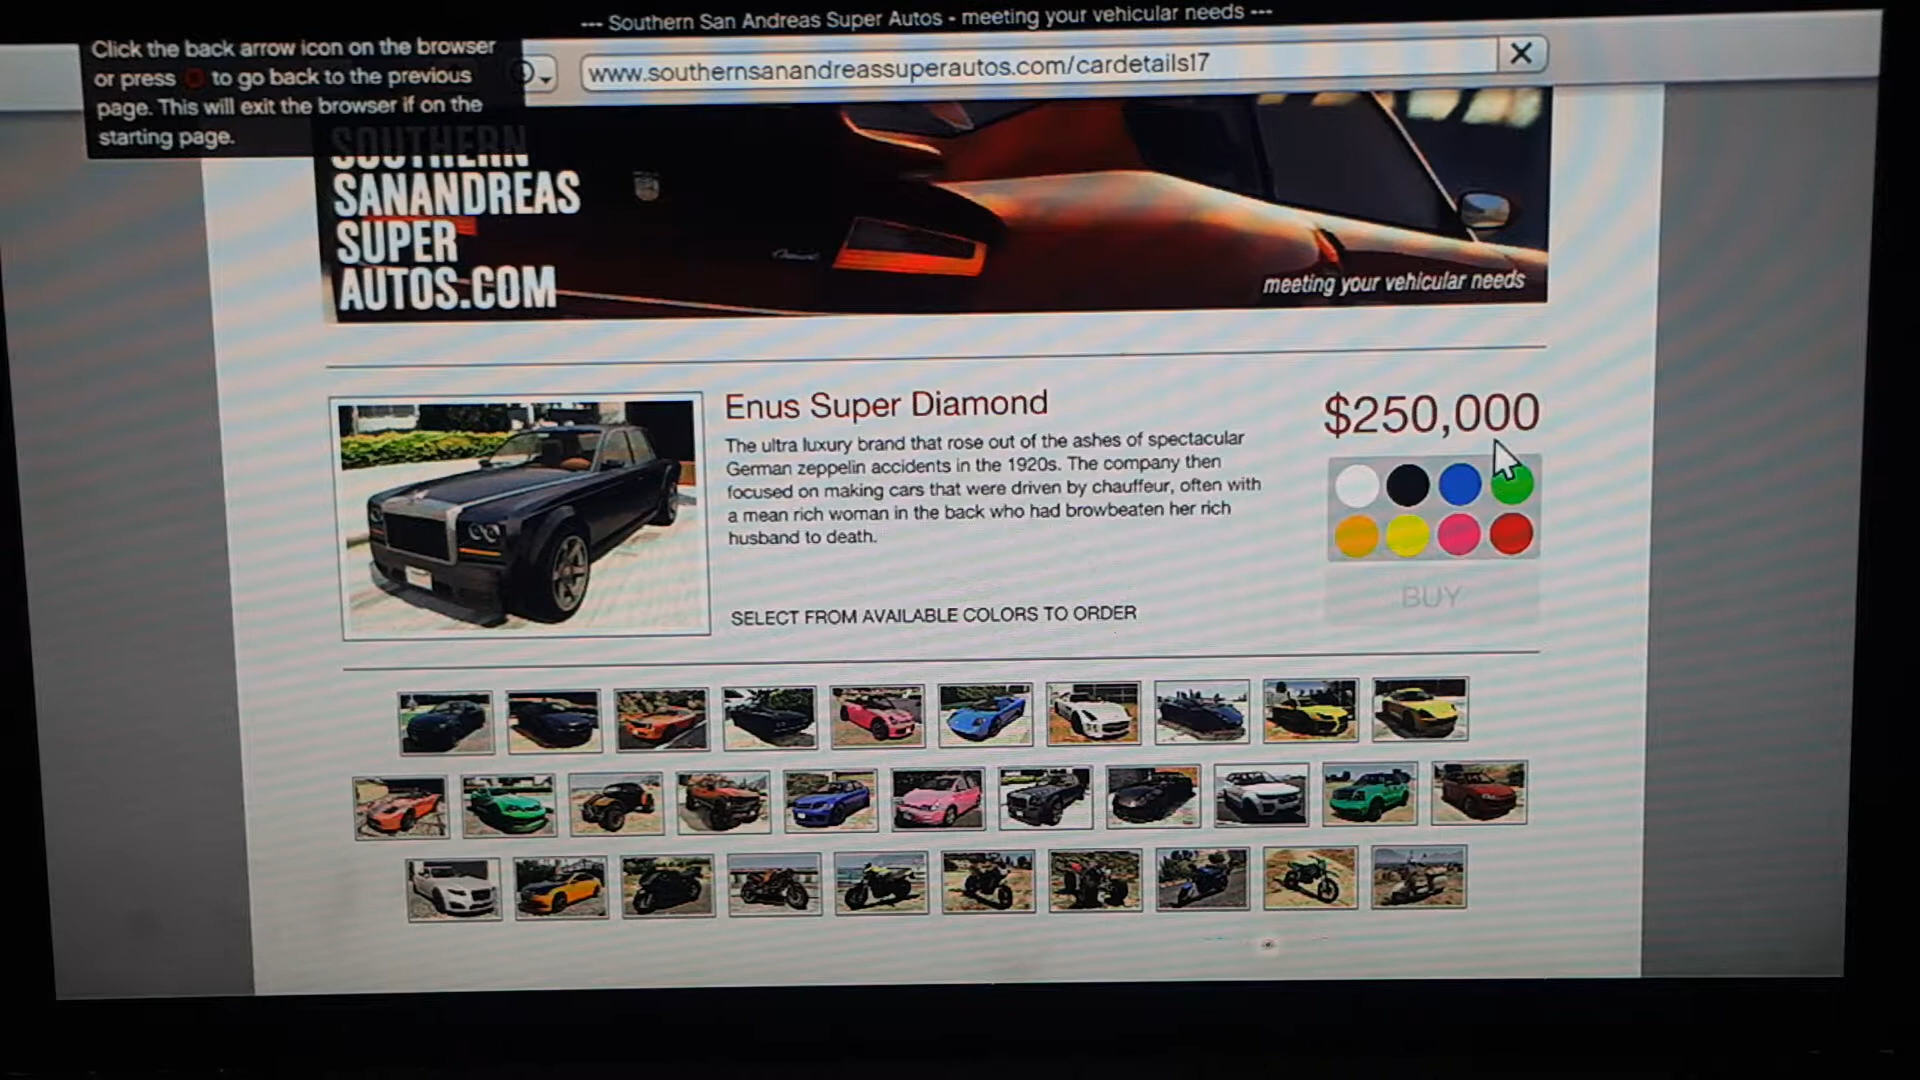 --- Southern San Andreas Super Autos - meeting your vehicular needs ---
Click the back arrow icon on the browser
or press to go back to the previous
page. This will exit the browser if on the
starting page.
www.southernsanandreassuperautos.com/cardetails17
SOUTHERN
SANANDREAS
SUPER
AUTOS.COM
meeting your vehicular needs
Enus Super Diamond
$250,000
The ultra luxury brand that rose out of the ashes of spectacular
German zeppelin accidents in the 1920s. The company then
focused on making cars that were driven by chauffeur, often with
a mean rich woman in the back who had browbeaten her rich
husband to death.
SELECT FROM AVAILABLE COLORS TO ORDER
BUY